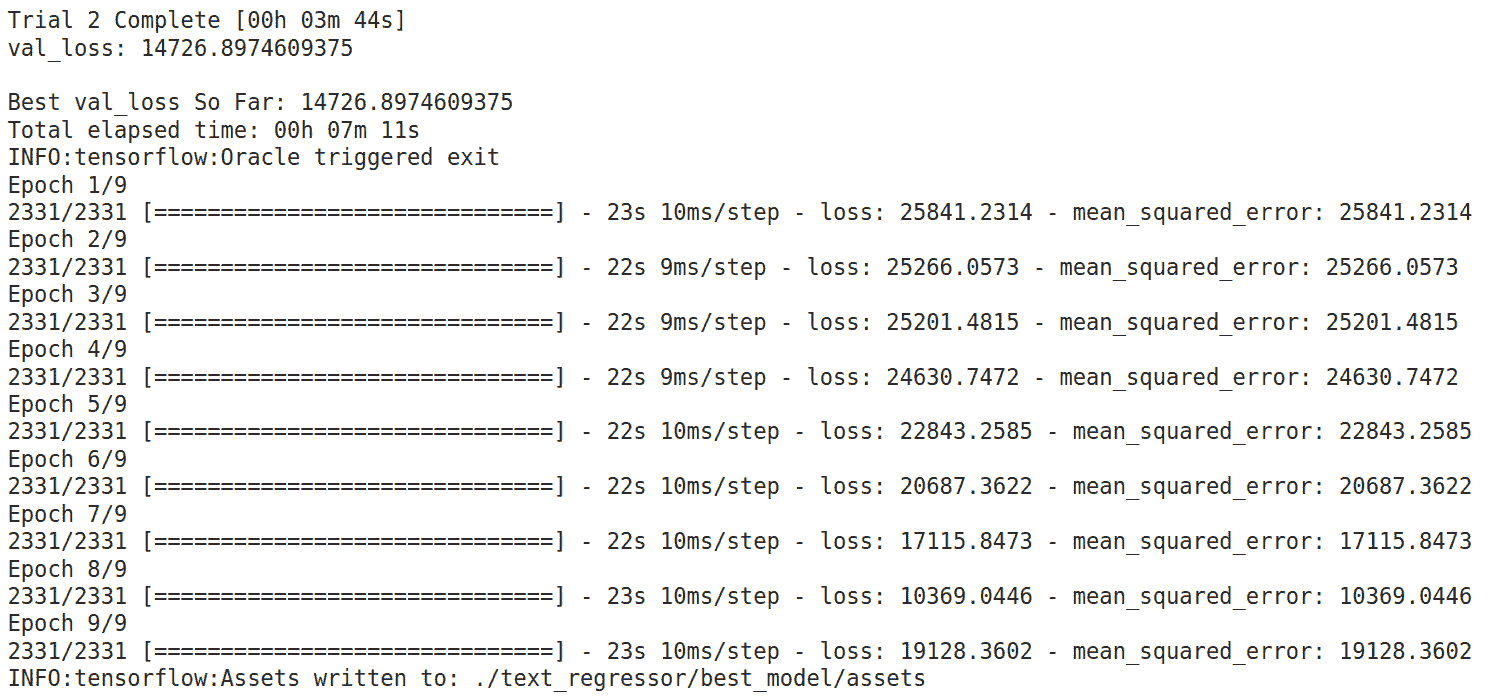 Trial 2 Complete [00h 03m 44s]
val_loss: 14726.8974609375
Best val_loss So Far: 14726.8974609375
Total elapsed time: 00h 07m 11s
INFO:tensorflow:Oracle triggered exit
Epoch 1/9
2331/2331 [==============================] - 23s 10ms/step - loss: 25841.2314 - mean_squared_error: 25841.2314
Epoch 2/9
2331/2331 [==============================] - 22s 9ms/step - loss: 25266.0573 - mean_squared_error: 25266.0573
Epoch 3/9
2331/2331 [==============================] - 22s 9ms/step - loss: 25201.4815 - mean_squared_error: 25201.4815
Epoch 4/9
2331/2331 [==============================] - 22s 9ms/step - loss: 24630.7472 - mean_squared_error: 24630.7472
Epoch 5/9
2331/2331 [==============================] - 22s 10ms/step - loss: 22843.2585 - mean_squared_error: 22843.2585
Epoch 6/9
2331/2331 [==============================] - 22s 10ms/step - loss: 20687.3622 - mean_squared_error: 20687.3622
Epoch 7/9
2331/2331 [==============================] - 22s 10ms/step - loss: 17115.8473 - mean_squared_error: 17115.8473
Epoch 8/9
2331/2331 [==============================] - 23s 10ms/step - loss: 10369.0446 - mean_squared_error: 10369.0446
Epoch 9/9
2331/2331 [==============================] - 23s 10ms/step - loss: 19128.3602 - mean_squared_error: 19128.3602
INFO:tensorflow:Assets written to: ./text_regressor/best_model/assets